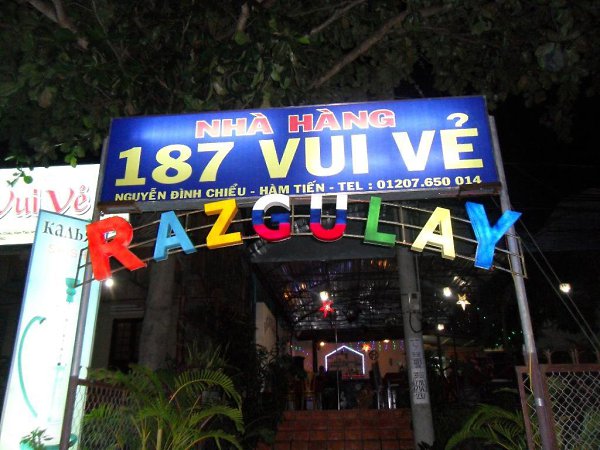 NHÀ HÀNG
187 VUI VẺ
NGUYỄN ĐÌNH CHIỂU - HÀM TIẾN - TEL : 01207.650 014
Vui Vẻ
RAZGULAY